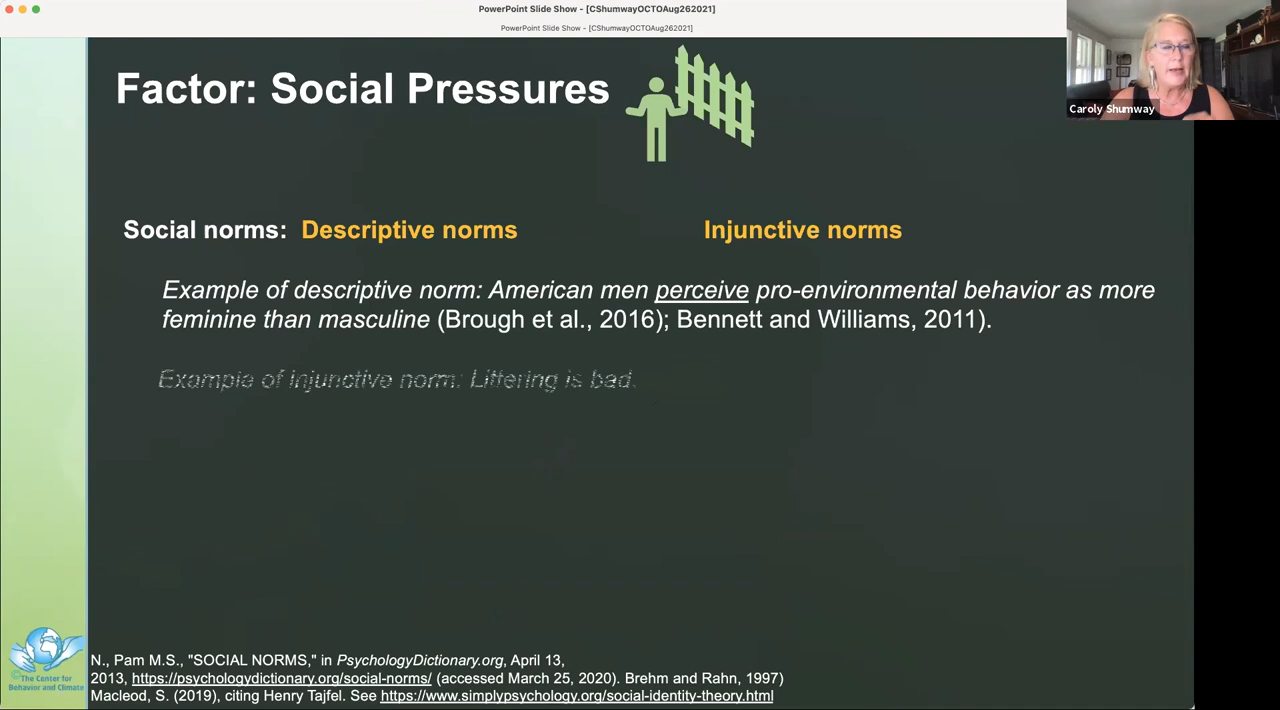 PowerPoint Slide Show - [CShumwayOCTOAug262021]
PowerPoint Slide Show - [CShumwayOCTOAug262021]
Caroly Shumway
Factor: Social Pressures
Social norms: Descriptive norms Injunctive norms
Example of descriptive norm: American men perceive pro-environmental behavior as more
feminine than masculine (Brough et al., 2016); Bennett and Williams, 2011).
Example of Injunctive norm: Littering is bad.
N., Pam M.S., "SOCIAL NORMS," in PsychologyDictionary.org, April 13,
2013, https://psychologydictionary.org/social-norms/ (accessed March 25, 2020). Brehm and Rahn, 1997)
Macleod, S. (2019), citing Henry Tajfel. See https://www.simplypsychology.org/social-identity-theory.html
©The Center for
Behavior and Climate